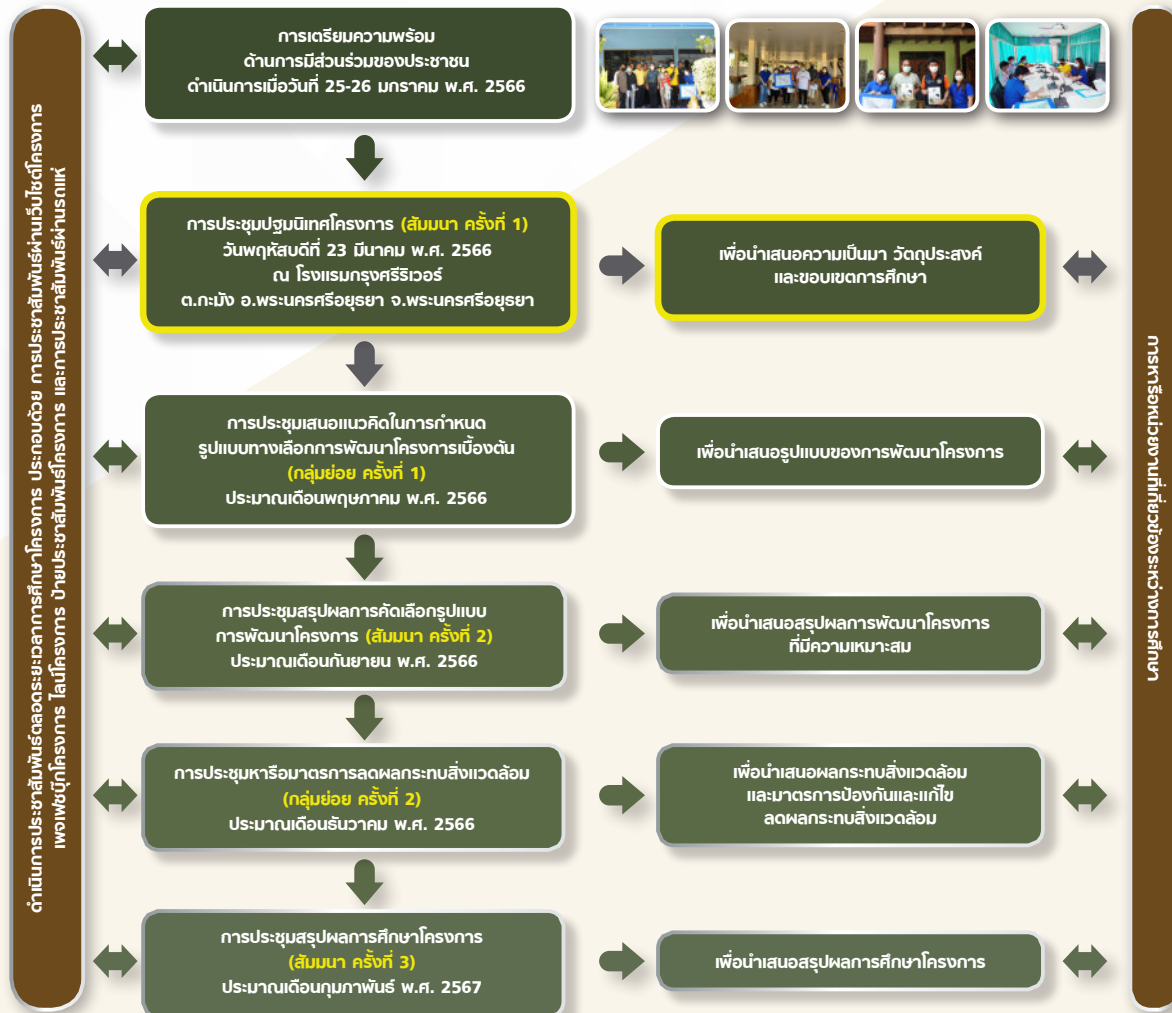 ดำเนินการประชาสัมพันธ์ตลอดระยะเวลาการศึกษาโครงการ ประกอบด้วย การประชาสัมพันธ์ผ่านเว็บไซต์โครงการ
เพจเฟซบุ๊กโครงการ ไลน์โครงการ ป้ายประชาสัมพันธ์โครงการ และการประชาสัมพันธ์ผ่านรถแห่
การเตรียมความพร้อม
ด้านการมีส่วนร่วมของประชาชน
ดำเนินการเมื่อวันที่ 25-26 มกราคม พ.ศ. 2566
การประชุมปฐมนิเทศโครงการ (สัมมนา ครั้งที่ 1)
วันพฤหัสบดีที่ 23 มีนาคม พ.ศ. 2566
ณ โรงแรมกรุงศรีริเวอร์
ต.กะมัง อ.พระนครศรีอยุธยา จ.พระนครศรีอยุธยา
เพื่อนำเสนอความเป็นมา วัตถุประสงค์
และขอบเขตการศึกษา
การประชุมเสนอแนวคิดในการกำหนด
รูปแบบทางเลือกการพัฒนาโครงการเบื้องต้น
(กลุ่มย่อย ครั้งที่ 1)
ประมาณเดือนพฤษภาคม พ.ศ. 2566
เพื่อนำเสนอรูปแบบของการพัฒนาโครงการ
การประชุมสรุปผลการคัดเลือกรูปแบบ
การพัฒนาโครงการ (สัมมนา ครั้งที่ 2)
ประมาณเดือนกันยายน พ.ศ. 2566
เพื่อนำเสนอสรุปผลการพัฒนาโครงการ
ที่มีความเหมาะสม
การประชุมหารือมาตรการลดผลกระทบสิ่งแวดล้อม
(กลุ่มย่อย ครั้งที่ 2)
ประมาณเดือนธันวาคม พ.ศ. 2566
เพื่อนำเสนอผลกระทบสิ่งแวดล้อม
และมาตรการป้องกันและแก้ไข
ลดผลกระทบสิ่งแวดล้อม
การประชุมสรุปผลการศึกษาโครงการ
(สัมมนา ครั้งที่ 3)
ประมาณเดือนกุมภาพันธ์ พ.ศ. 2567
เพื่อนำเสนอสรุปผลการศึกษาโครงการ
การหารือหน่วยงานที่เกี่ยวข้องระหว่างการศึกษา